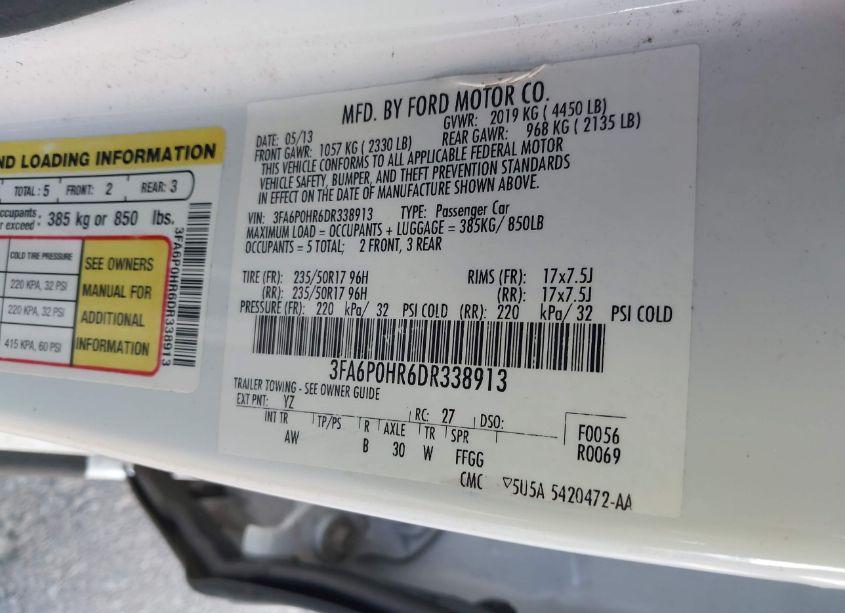 ND LOADING INFORMATION
TOTAL: 5 FRONT: 2 REAR: 3
ccupants
r exceed - 385 kg or 850 lbs.
COLD TIRE PRESSURE
220 KPA, 32 PSI
220 KPA, 32 PSI
415 KPA, 60 PSI
SEE OWNERS
MANUAL FOR
ADDITIONAL
INFORMATION
3FA6P0HR6DR338913
MFD. BY FORD MOTOR CO.
DATE: 05/13 GVWR: 2019 KG ( 4450 LB)
FRONT GAWR: 1057 KG ( 2330 LB) REAR GAWR: 968 KG ( 2135 LB)
THIS VEHICLE CONFORMS TO ALL APPLICABLE FEDERAL MOTOR
VEHICLE SAFETY, BUMPER, AND THEFT PREVENTION STANDARDS
IN EFFECT ON THE DATE OF MANUFACTURE SHOWN ABOVE.
VIN: 3FA6P0HR6DR338913 TYPE: Passenger Car
MAXIMUM LOAD = OCCUPANTS + LUGGAGE = 385KG/ 850LB
OCCUPANTS = 5 TOTAL; 2 FRONT, 3 REAR
TIRE (FR): 235/50R17 96H RIMS (FR): 17x7.5J
(RR): 235/50R17 96H (RR): 17x7.5J
PRESSURE (FR): 220 kPa/ 32 PSI COLD (RR): 220 kPa/ 32 PSI COLD
3FA6P0HR6DR338913
TRAILER TOWING - SEE OWNER GUIDE
EXT PNT: YZ RC: 27 DSO:
INT TR TP/PS R AXLE TR SPR F0056
AW B 30 W FFGG R0069
CMC ▽5U5A 5420472-AA